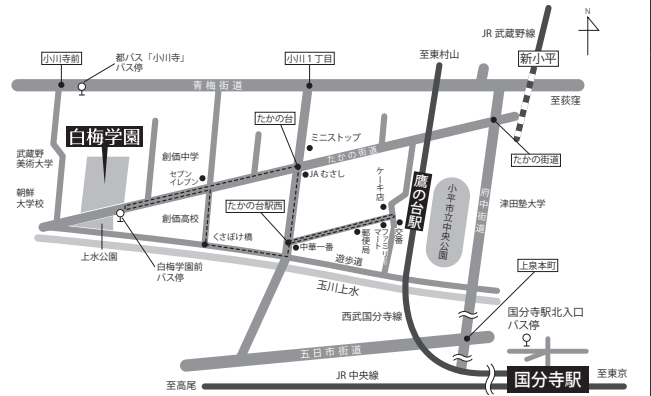 N
JR 武蔵野線
小川寺前
都バス「小川寺」
バス停
小川1丁目
至東村山
新小平
青梅街道
至荻窪
白梅学園
たかの台
ミニストップ
たかの街道
武蔵野
美術大学
創価中学
セブン
イレブン
JAむさし
たかの街道
朝鮮
大学校
ケーキ店
鷹の台駅
小平市立中央公園
府中街道
津田塾大学
たかの台駅西
創価高校
くさぼけ橋
中華一番
郵便局
ファミリー
マート
交番
上水公園
白梅学園前
バス停
遊歩道
玉川上水
上泉本町
西武国分寺線
国分寺駅北入口
バス停
五日市街道
至高尾
JR 中央線
国分寺駅
至東京